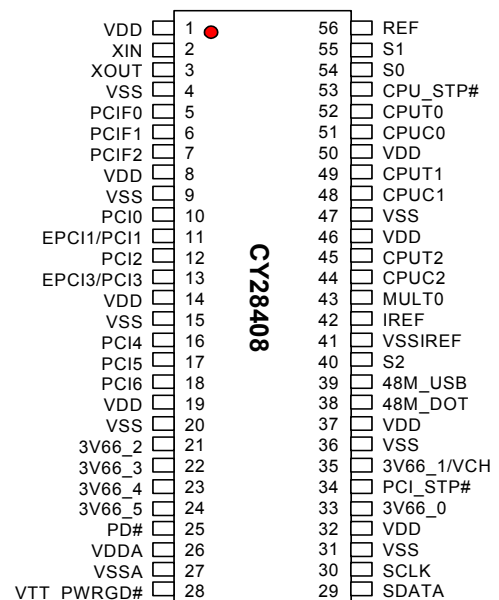 VDD 1 56 REF
XIN 2 55 S1
XOUT 3 54 S0
VSS 4 53 CPU_STP#
PCIF0 5 52 CPUT0
PCIF1 6 51 CPUC0
PCIF2 7 50 VDD
VDD 8 49 CPUT1
VSS 9 48 CPUC1
PCI0 10 47 VSS
EPCI1/PCI1 11 46 VDD
PCI2 12 45 CPUT2
EPCI3/PCI3 13 44 CPUC2
VDD 14 43 MULT0
VSS 15 42 IREF
PCI4 16 41 VSSIREF
PCI5 17 40 S2
PCI6 18 39 48M_USB
VDD 19 38 48M_DOT
VSS 20 37 VDD
3V66_2 21 36 VSS
3V66_3 22 35 3V66_1/VCH
3V66_4 23 34 PCI_STP#
3V66_5 24 33 3V66_0
PD# 25 32 VDD
VDDA 26 31 VSS
VSSA 27 30 SCLK
VTT_PWRGD# 28 29 SDATA
CY28408